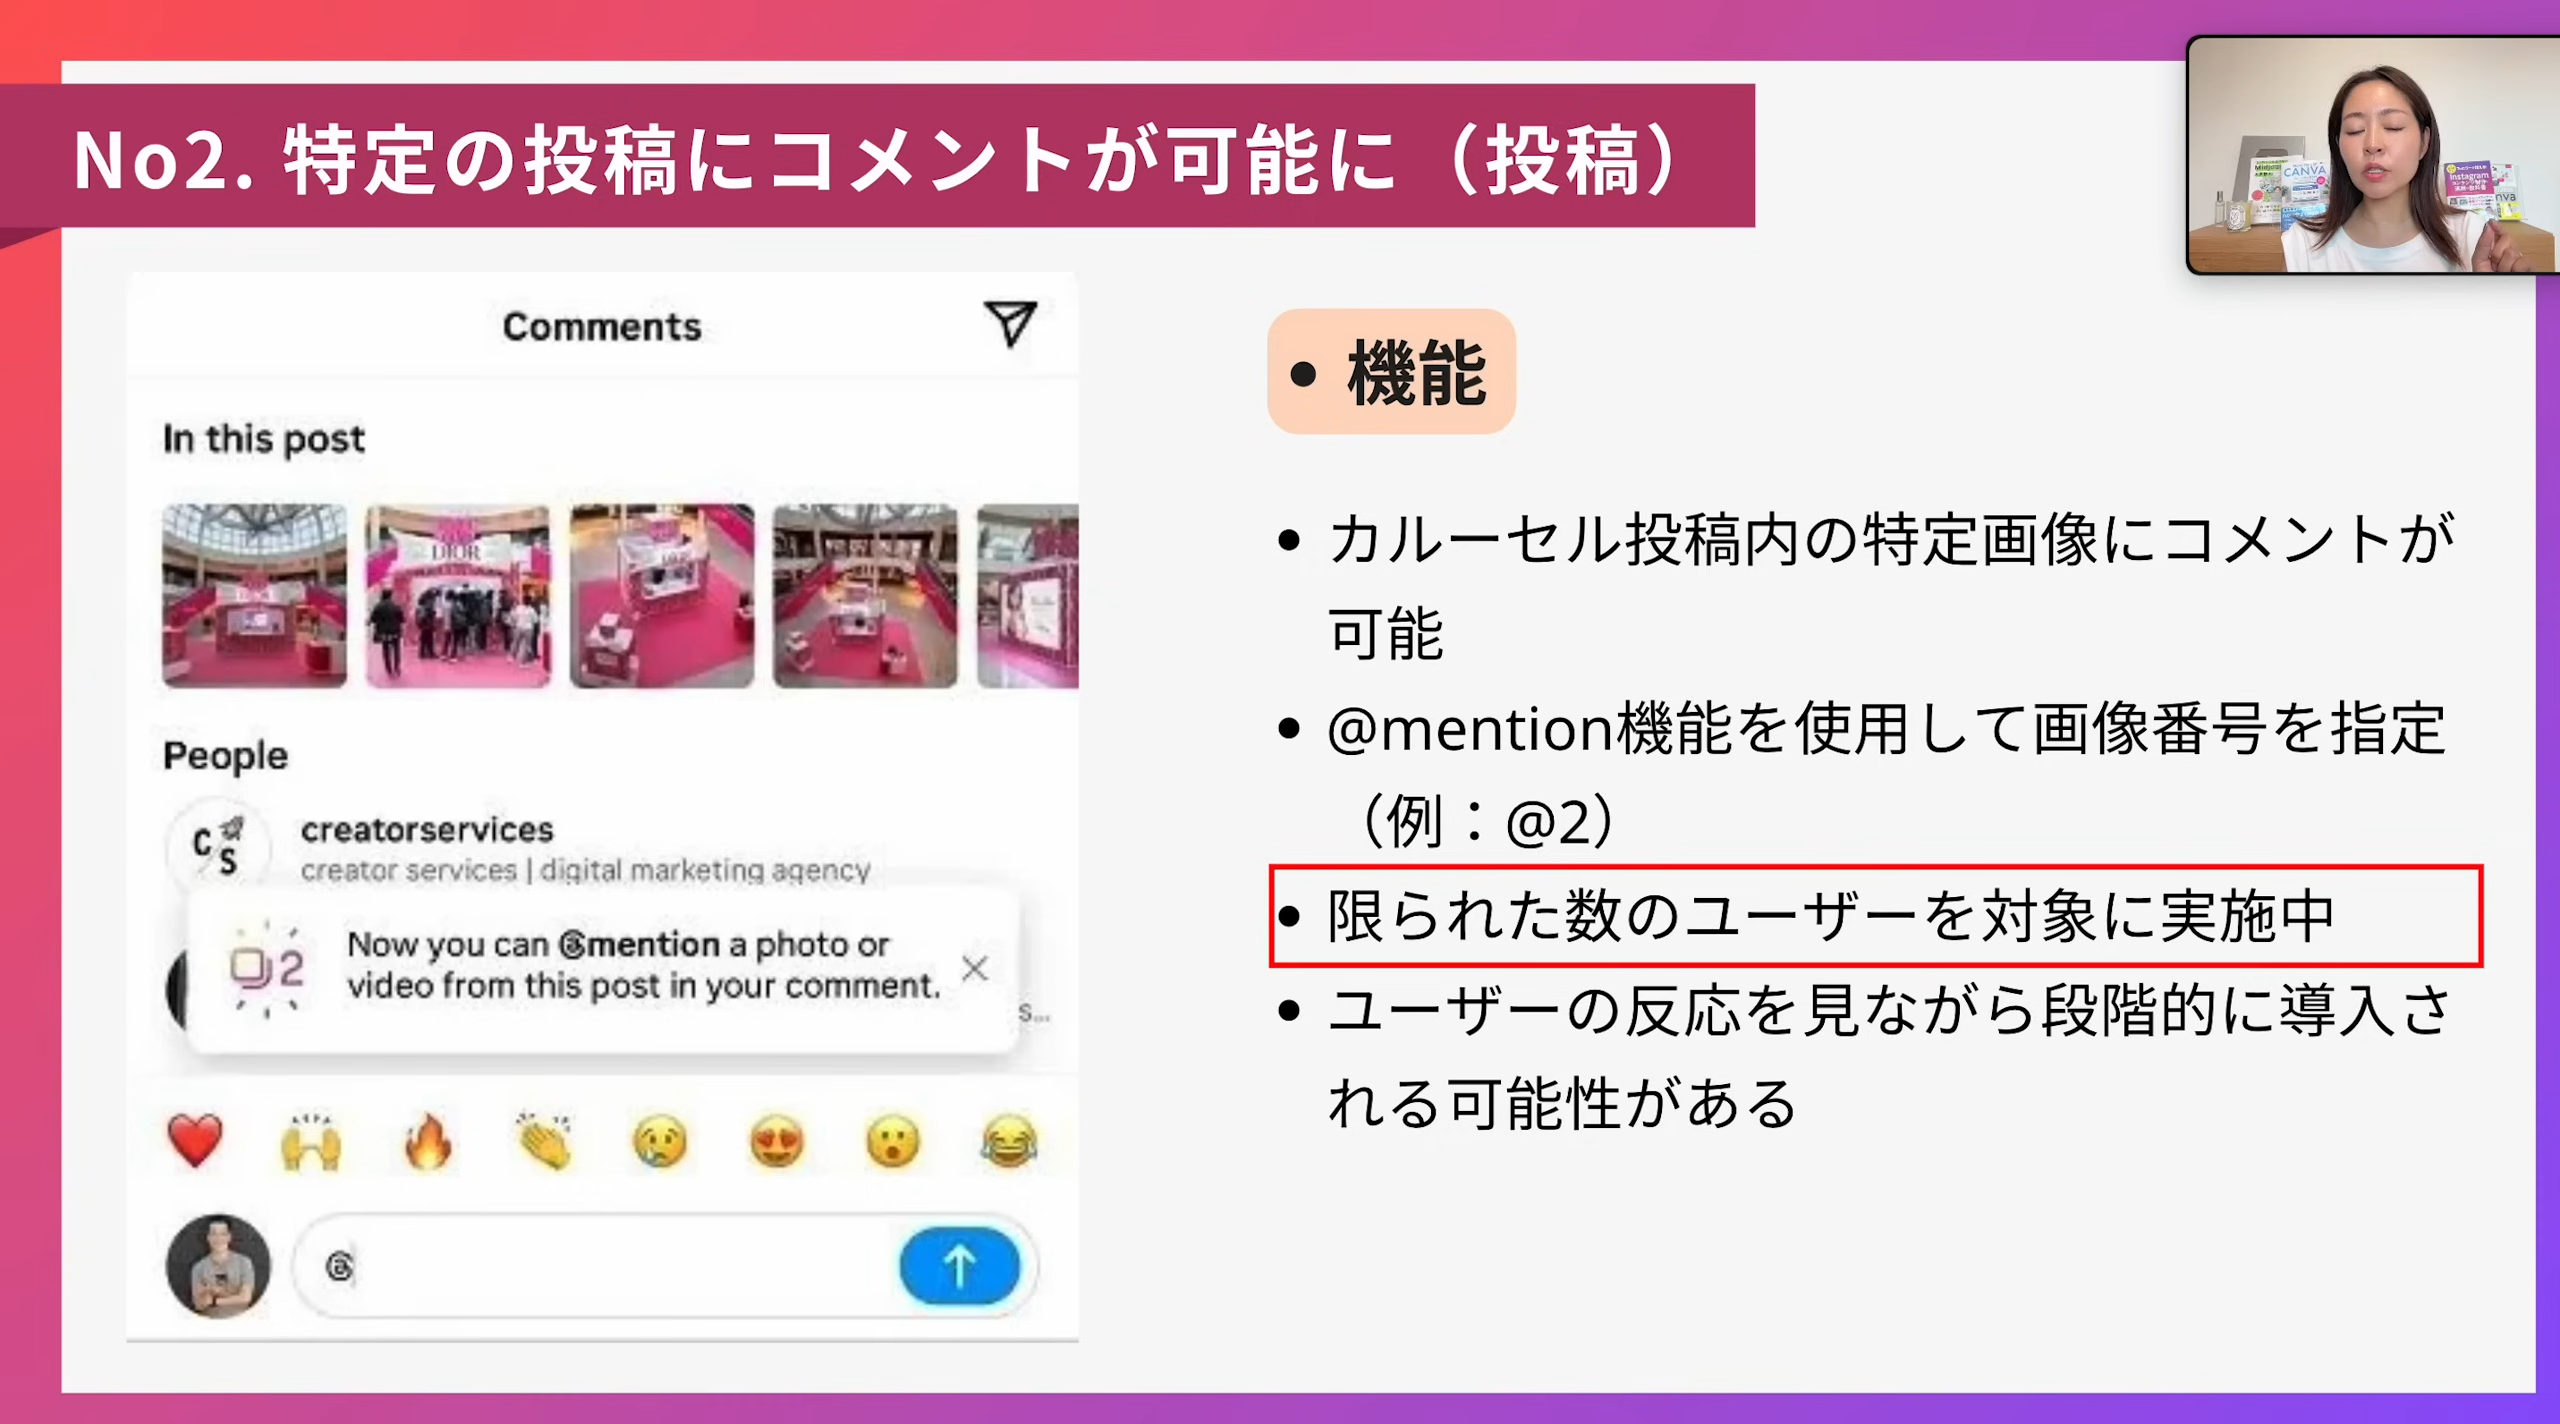 No2. 特定の投稿にコメントが可能に（投稿）
Comments
In this post
DIOR
People
creatorservices
creator services | digital marketing agency
Now you can @mention a photo or
video from this post in your comment.
2
s...
@
• 機能
• カルーセル投稿内の特定画像にコメントが
可能
• @mention機能を使用して画像番号を指定
（例：@2）
• 限られた数のユーザーを対象に実施中
• ユーザーの反応を見ながら段階的に導入さ
れる可能性がある
CANVA
Instagram